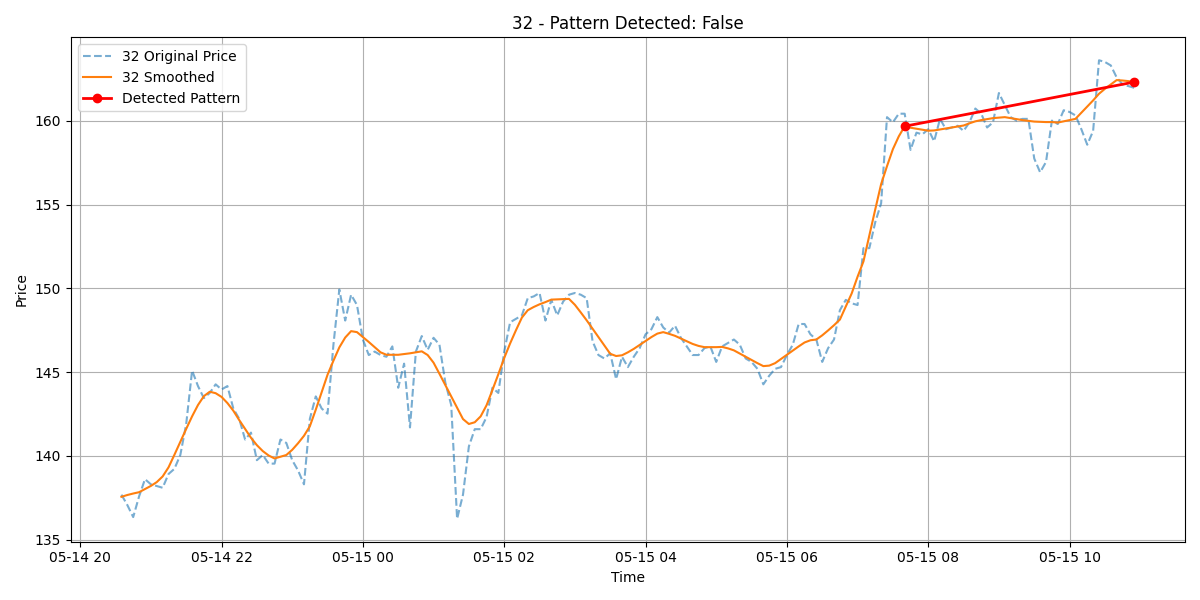 32 - Pattern Detected: False
32 Original Price
32 Smoothed
Detected Pattern
Price
160
155
150
145
140
135
05-14 20 05-14 22 05-15 00 05-15 02 05-15 04 05-15 06 05-15 08 05-15 10
Time